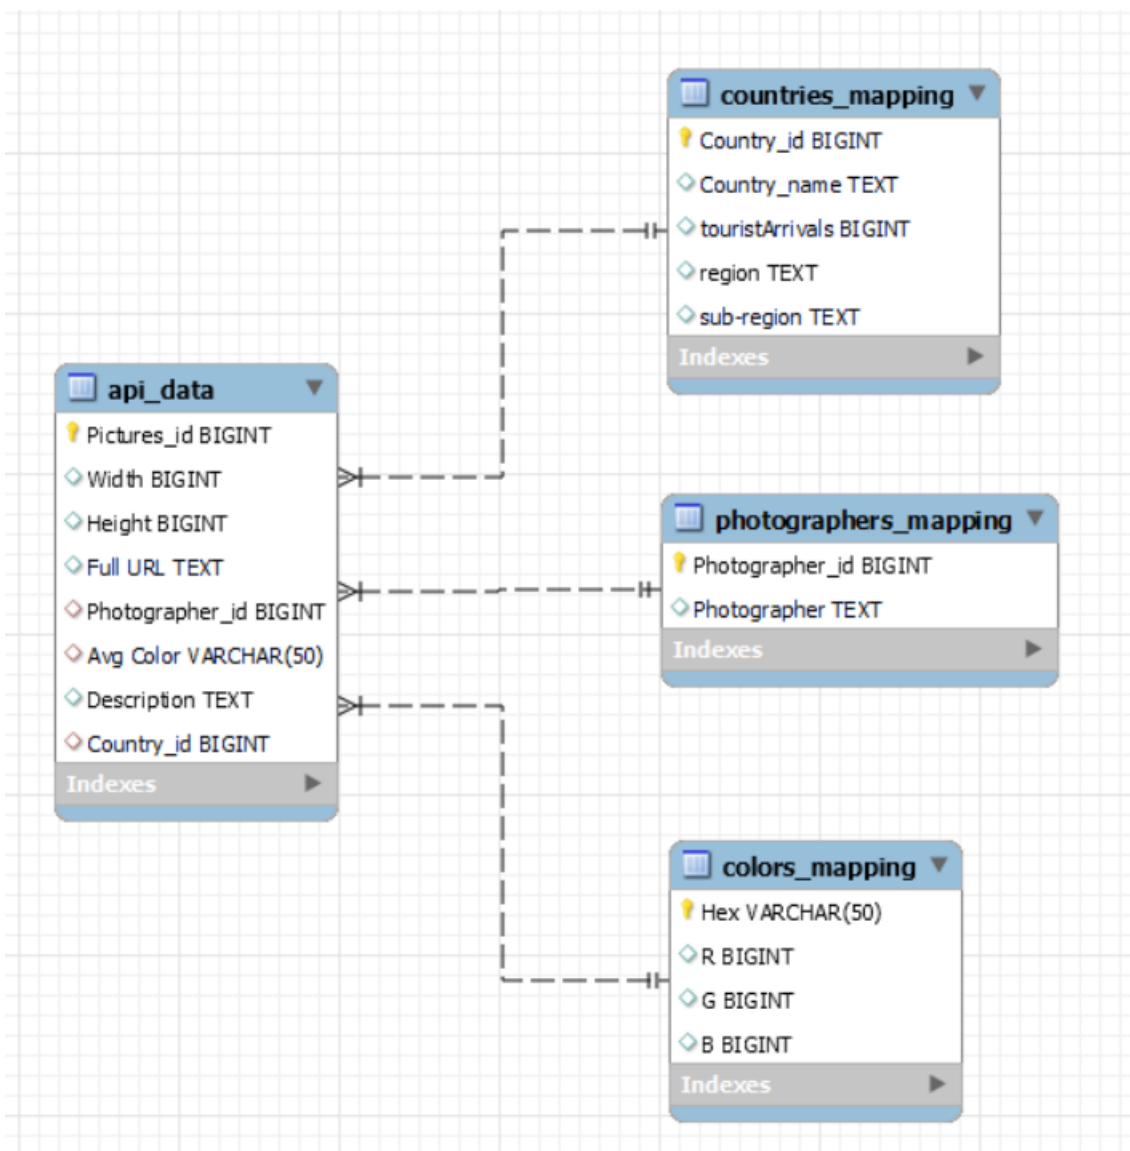 countries_mapping
Country_id BIGINT
Country_name TEXT
touristArrivals BIGINT
region TEXT
sub-region TEXT
Indexes
api_data
Pictures_id BIGINT
Width BIGINT
Height BIGINT
Full URL TEXT
Photographer_id BIGINT
Avg Color VARCHAR(50)
Description TEXT
Country_id BIGINT
Indexes
photographers_mapping
Photographer_id BIGINT
Photographer TEXT
Indexes
colors_mapping
Hex VARCHAR(50)
R BIGINT
G BIGINT
B BIGINT
Indexes